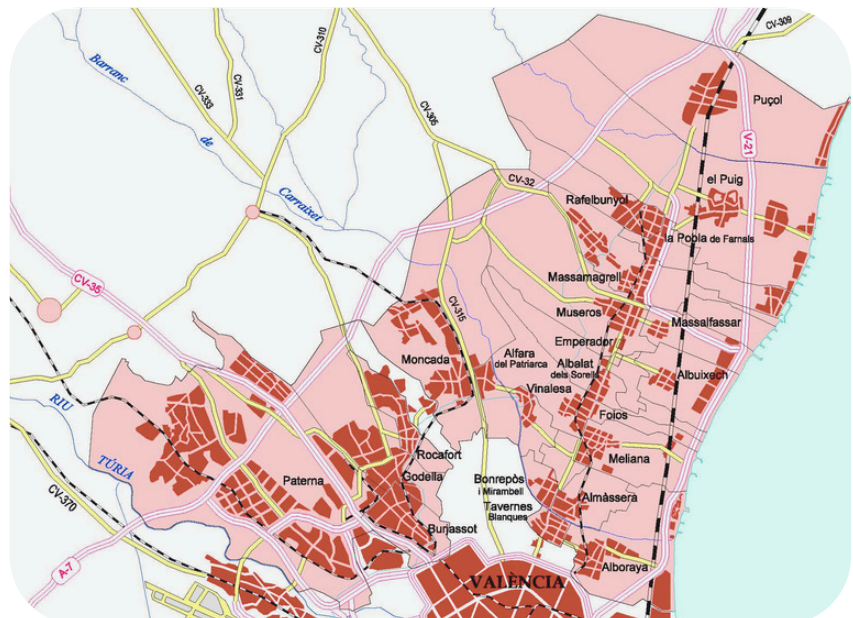 CV-309
CV-310
Barranc
CV-331
CV-333
Puçol
CV-305
V-21
de
el Puig
CV-32
Carraixet
Rafelbunyol
la Pobla de Farnals
CV-35
Massamagrell
CV-315
Museros
Massalfassar
Emperador
Moncada
Alfara
del Patriarca
Albalat
dels Sorells
Albuixech
Vinalesa
RIU
Foios
TÚRIA
Rocafort
Meliana
Paterna
Godella
Bonrepòs
i Mirambell
Almàssera
CV-370
Tavernes
Blanques
Burjassot
A-7
Alboraya
VALÈNCIA